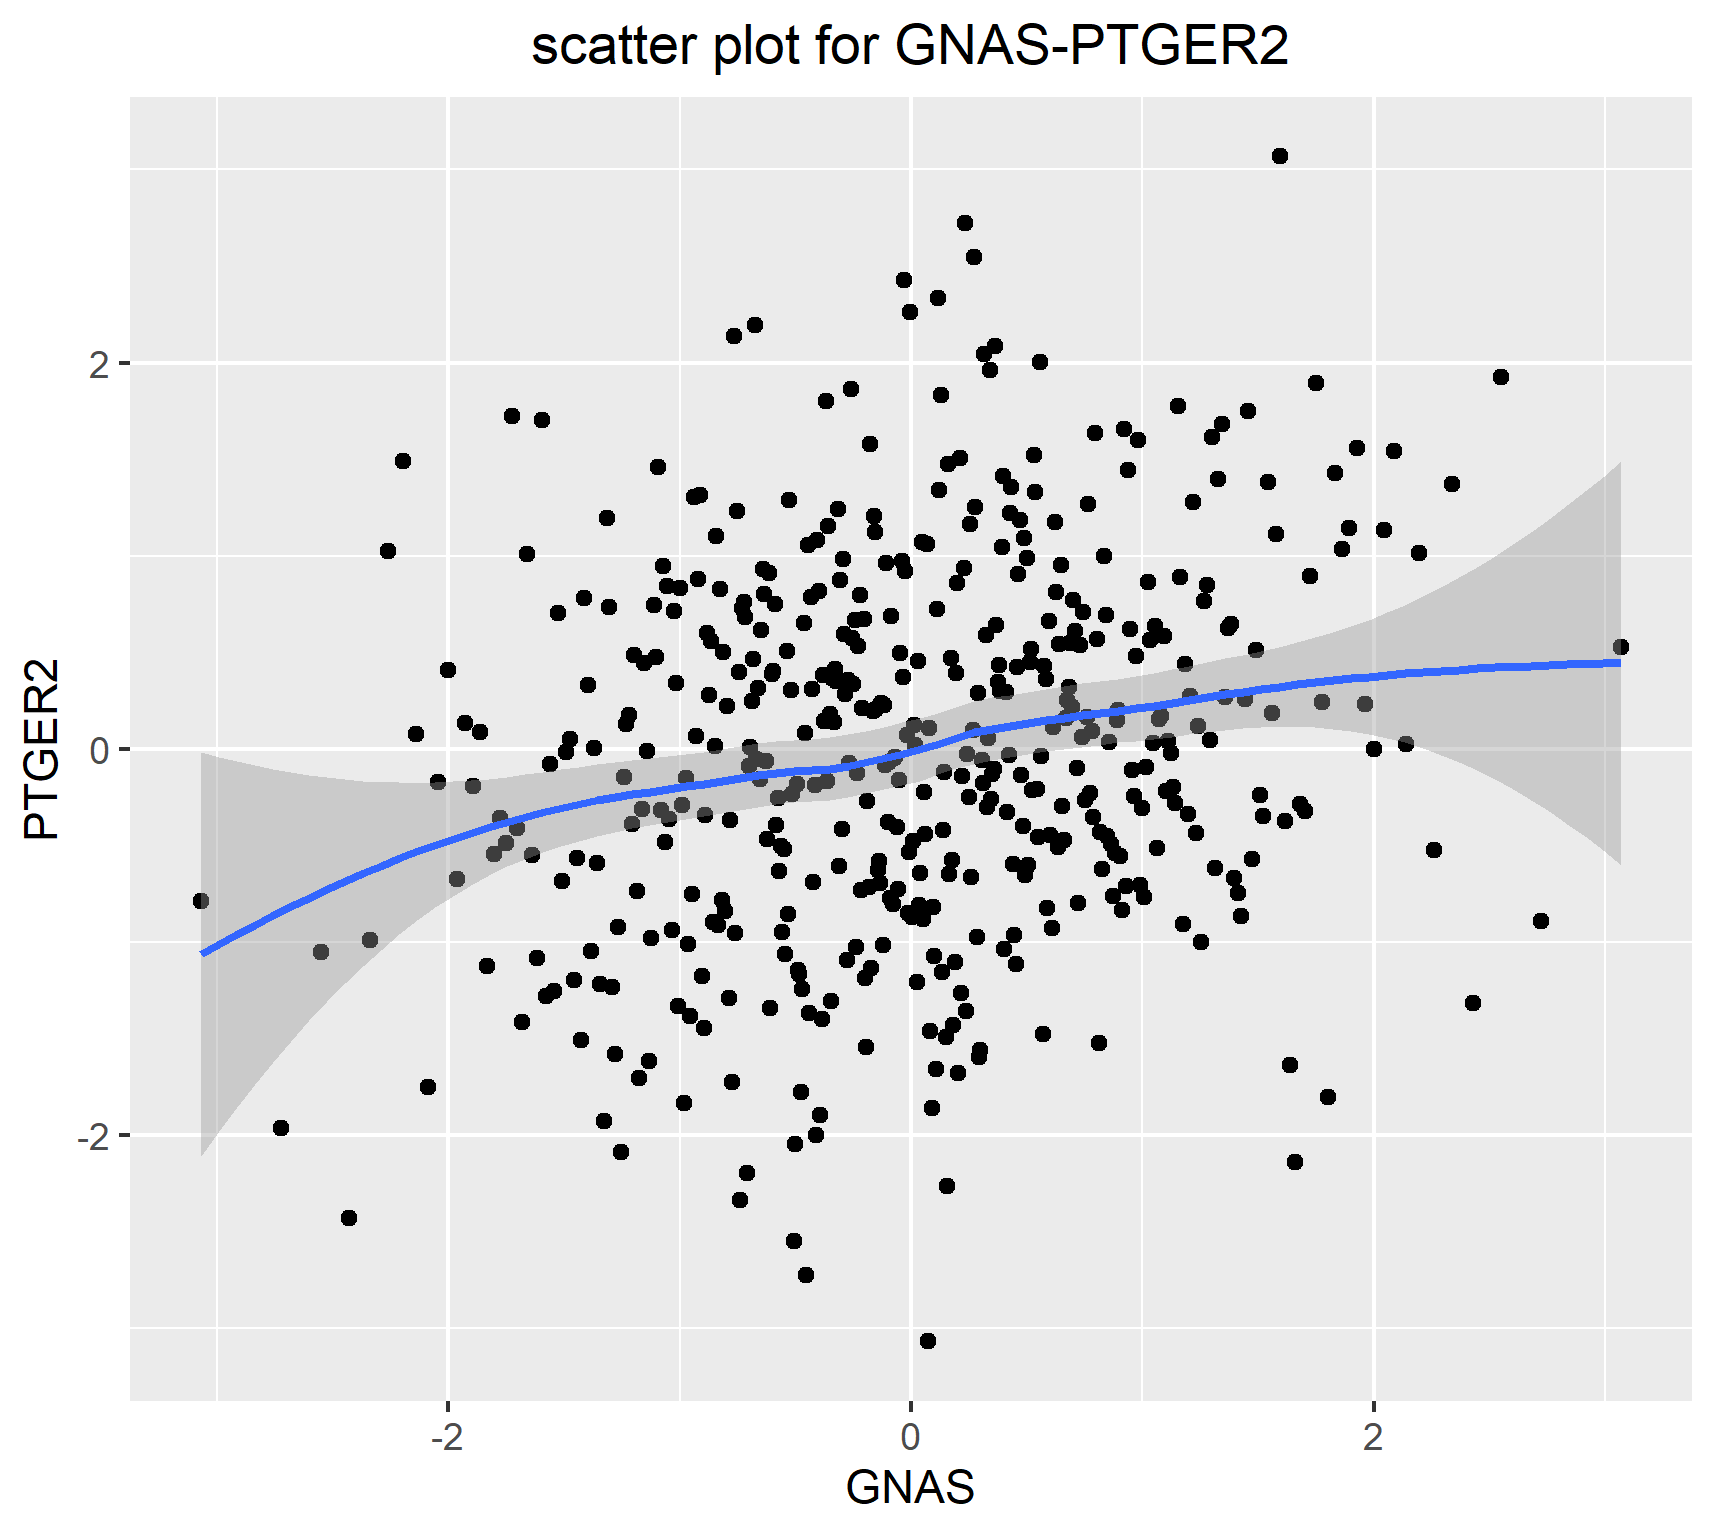 scatter plot for GNAS-PTGER2
PTGER2
2
0
-2
-2
0
2
GNAS